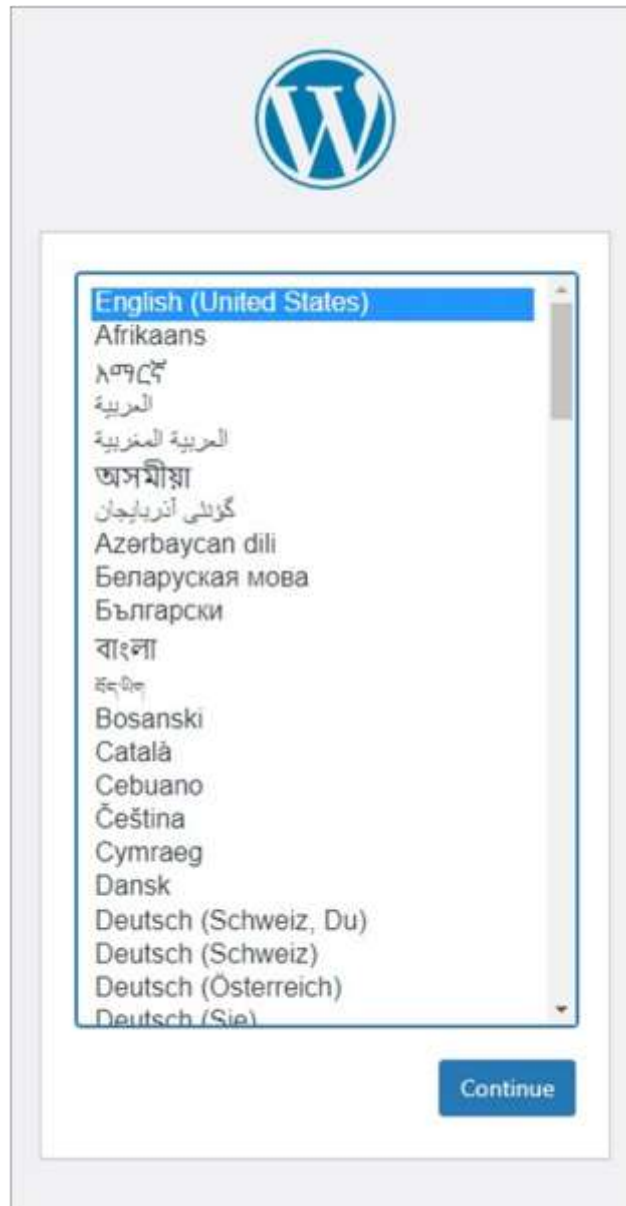 English (United States)
Afrikaans
አማርኛ
العربية
العربية المغربية
অসমীয়া
گؤنئی آذربایجان
Azərbaycan dili
Беларуская мова
Български
বাংলা
བོད་ཡིག
Bosanski
Català
Cebuano
Čeština
Cymraeg
Dansk
Deutsch (Schweiz, Du)
Deutsch (Schweiz)
Deutsch (Österreich)
Deutsch (Sie)
Continue